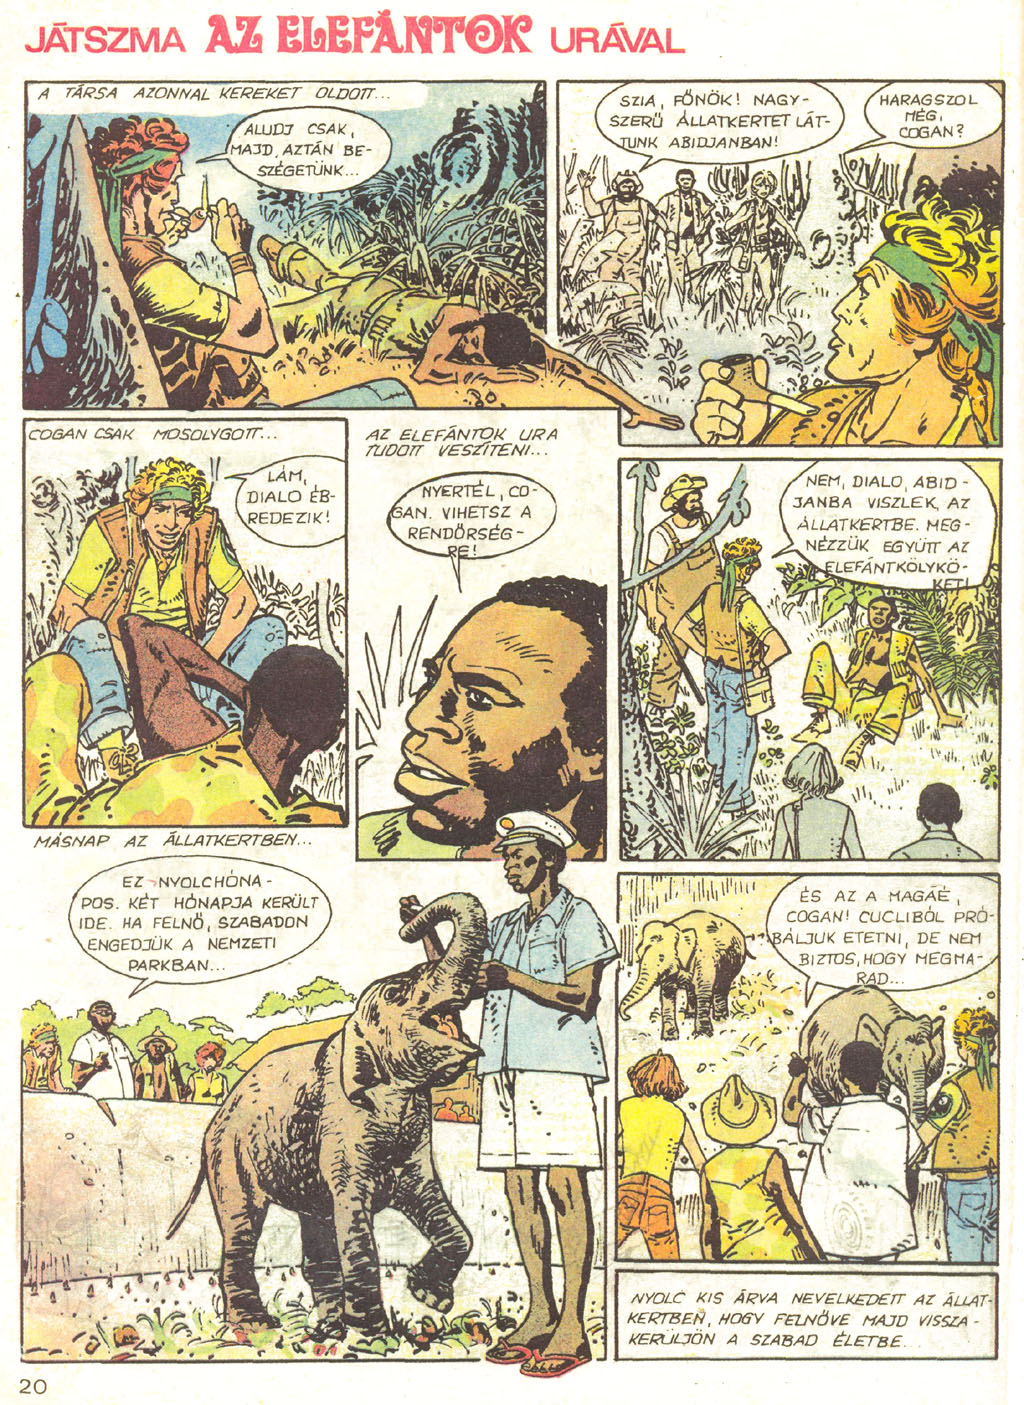 JÁTSZMA AZ ELEFÁNTOK URÁVAL
A TÁRSA AZONNAL KEREKET OLDOTT...
ALUDJ CSAK,
MAJD AZTÁN BE-
SZÉGETÜNK...
SZIA, FŐNÖK! NAGY-
SZERŰ ÁLLATKERTET LÁT-
TUNK ABIDJANBAN!
HARAGSZOL
MÉG,
COGAN?
COGAN CSAK MOSOLYGOTT...
LÁM,
DIALO ÉB-
REDEZIK!
AZ ELEFÁNTOK URA
TUDOTT VESZÍTENI...
NYERTÉL, CO-
GAN. VIHETSZ A
RENDŐRSÉG-
RE!
NEM, DIALO, ABID-
JANBA VISZLEK, AZ
ÁLLATKERTBE. MEG-
NÉZZÜK EGYÜTT AZ
ELEFÁNTKÖLYKÖ-
KET!
MÁSNAP AZ ÁLLATKERTBEN...
EZ NYOLCHÓNA-
POS. KÉT HÓNAPJA KERÜLT
IDE. HA FELNŐ, SZABADON
ENGEDJÜK A NEMZETI
PARKBAN...
ÉS AZ A MAGÁÉ,
COGAN! CUCLIBÓL PRÓ-
BÁLJUK ETETNI, DE NEM
BIZTOS, HOGY MEGMA-
RAD...
NYOLC KIS ÁRVA NEVELKEDETT AZ ÁLLAT-
KERTBEN, HOGY FELNŐVE MAJD VISSZA-
KERÜLJÖN A SZABAD ÉLETBE...
20